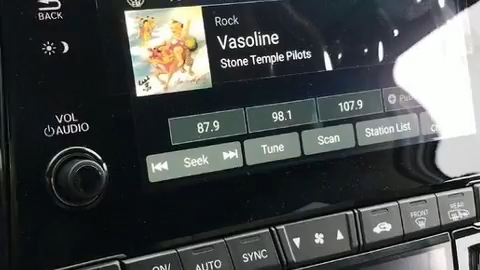 BACK
Rock
Vasoline
Stone Temple Pilots
VOL
AUDIO
87.9
98.1
107.9
Seek
Tune
Scan
Station List
ON/
AUTO
SYNC
FRONT
REAR